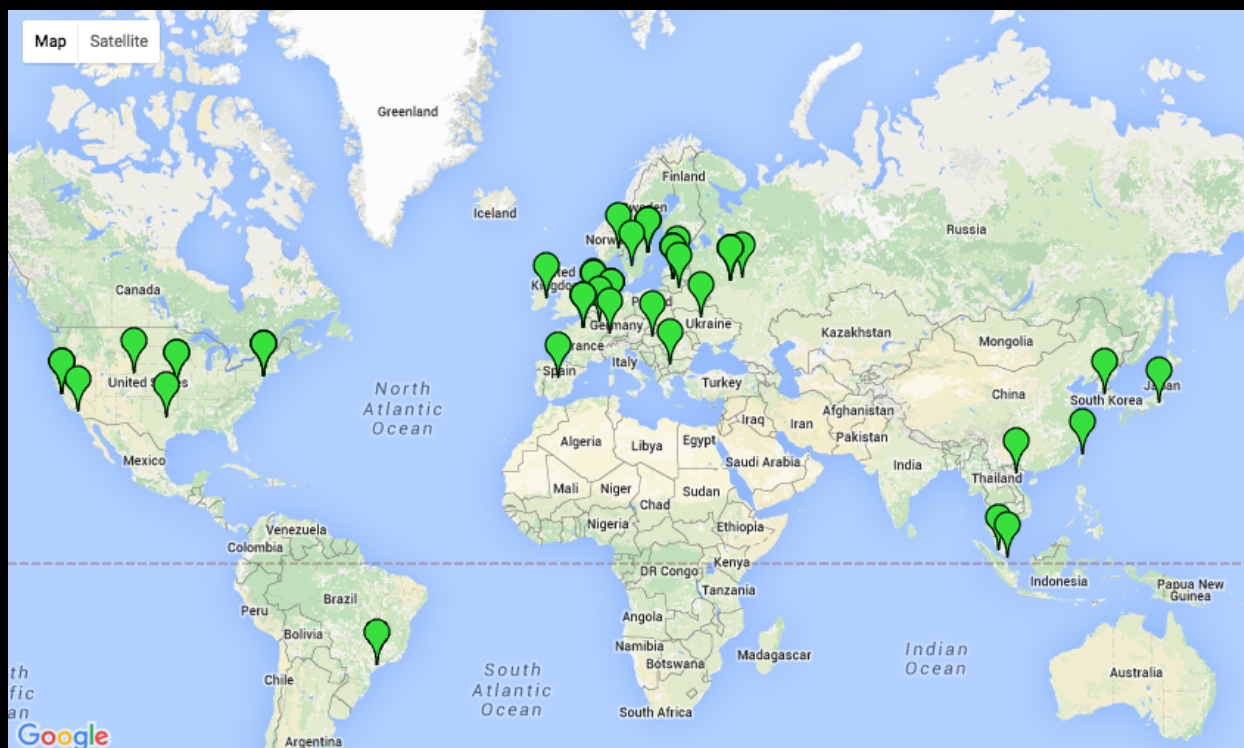 Map Satellite
Greenland
Finland
Iceland
Russia
Canada
Ukraine
Germany
Kazakhstan
Mongolia
Spain
Italy
Turkey
China
South Korea
North
Atlantic
Ocean
Mexico
Algeria
Libya
Egypt
Iraq
Iran
Afghanistan
Pakistan
Saudi Arabia
India
Thailand
Mali
Niger
Chad
Sudan
Nigeria
Ethiopia
Venezuela
Colombia
DR Congo
Kenya
Indonesia
Papua New
Guinea
Tanzania
Peru
Brazil
Bolivia
Angola
Namibia
Botswana
Madagascar
Indian
Ocean
Australia
Chile
South
Atlantic
Ocean
South Africa
Argentina
Google